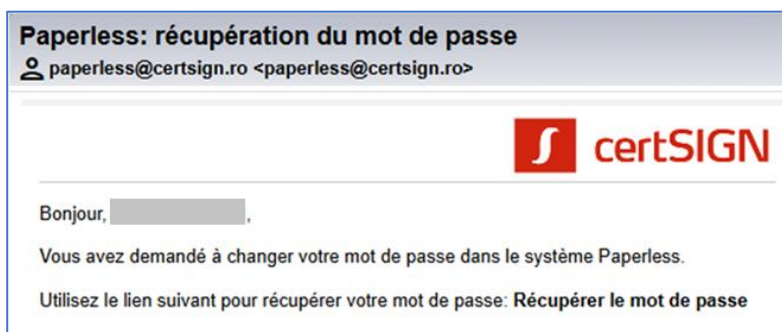 Paperless: récupération du mot de passe
paperless@certsign.ro <paperless@certsign.ro>
certSIGN
Bonjour, ,
Vous avez demandé à changer votre mot de passe dans le système Paperless.
Utilisez le lien suivant pour récupérer votre mot de passe: Récupérer le mot de passe